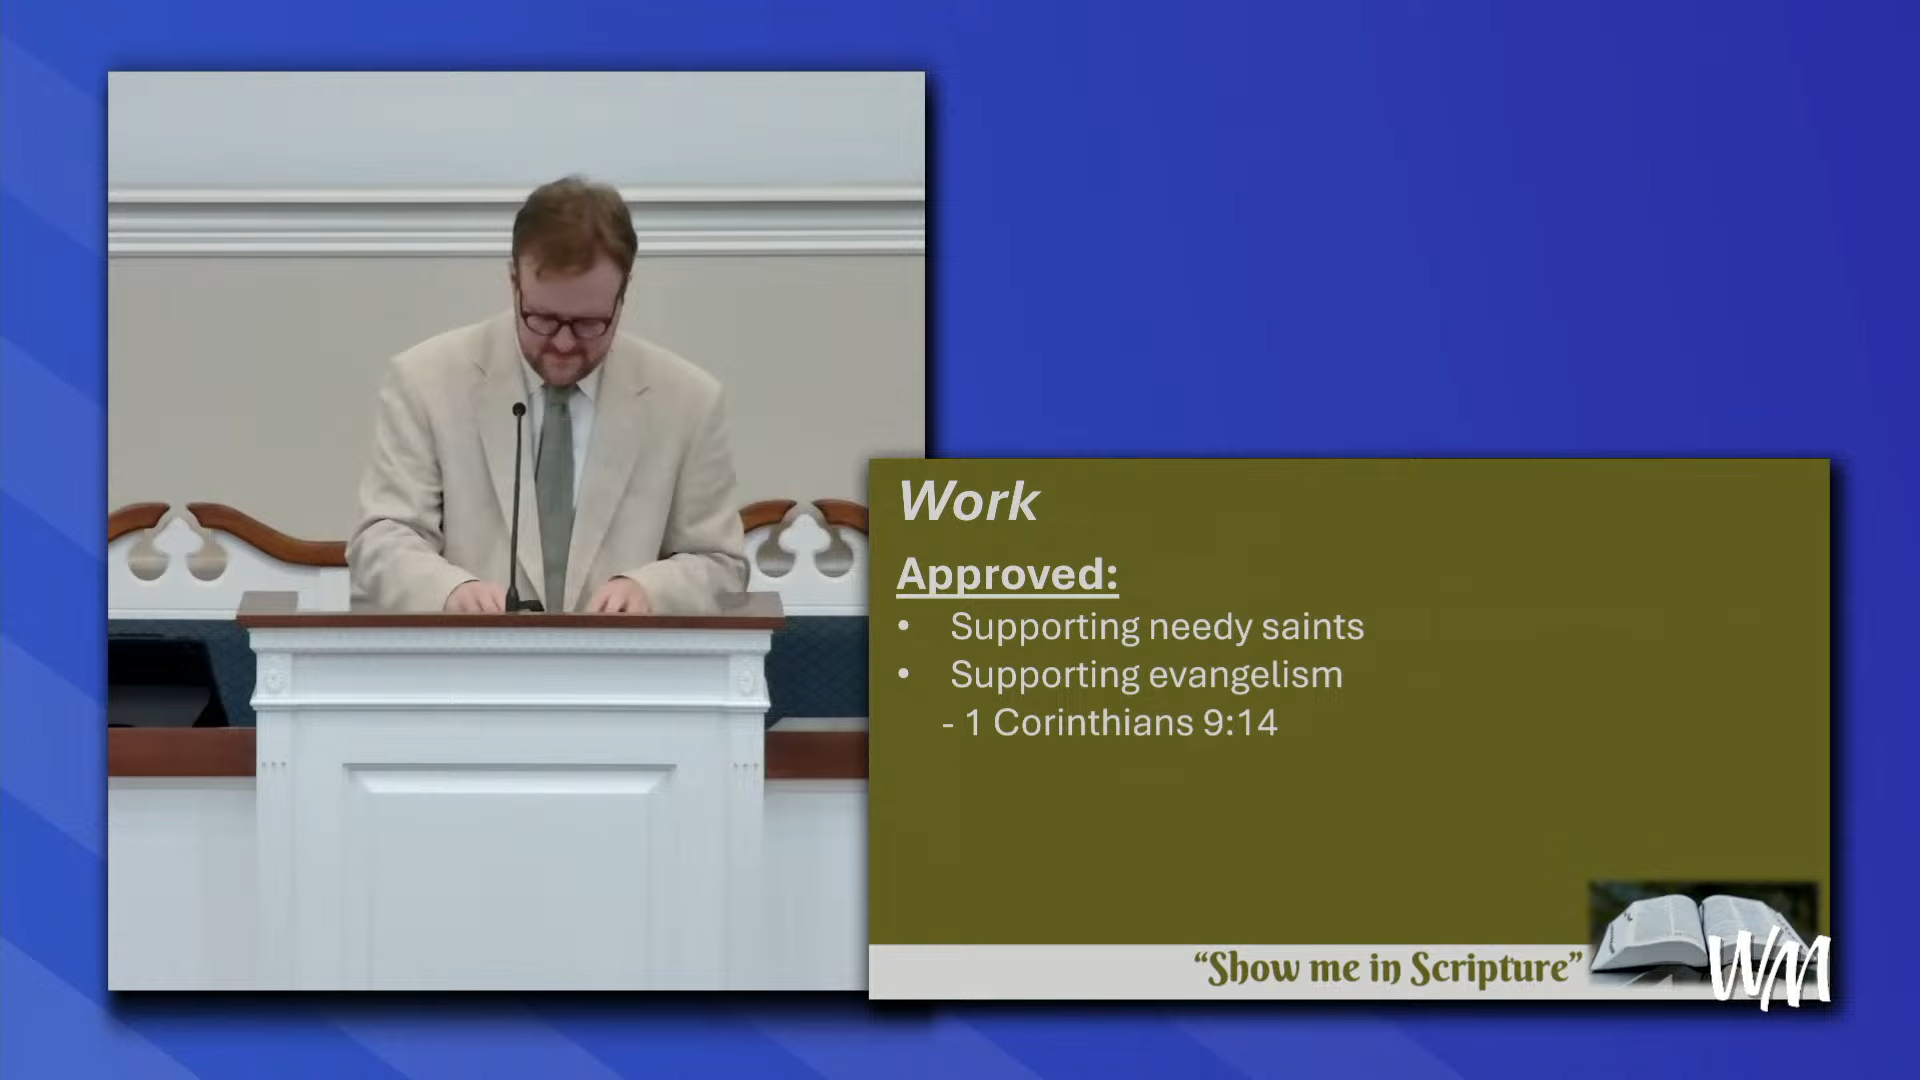 Work
Approved:
• Supporting needy saints
• Supporting evangelism
- 1 Corinthians 9:14
“Show me in Scripture”
WM